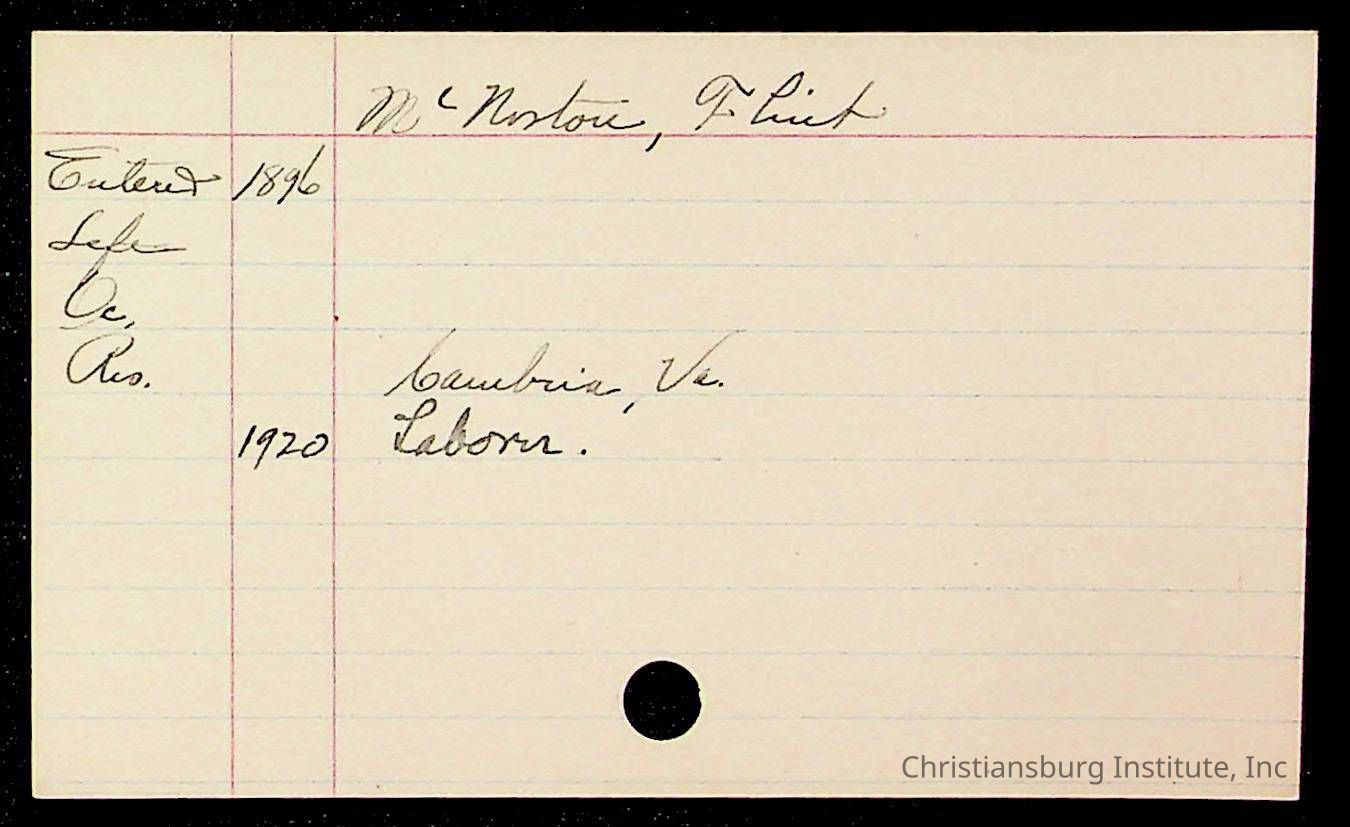 McNorton, Flint
Entered 1896
Left
Oc.
Res. Cambria, Va.
1920 Laborer.
Christiansburg Institute, Inc